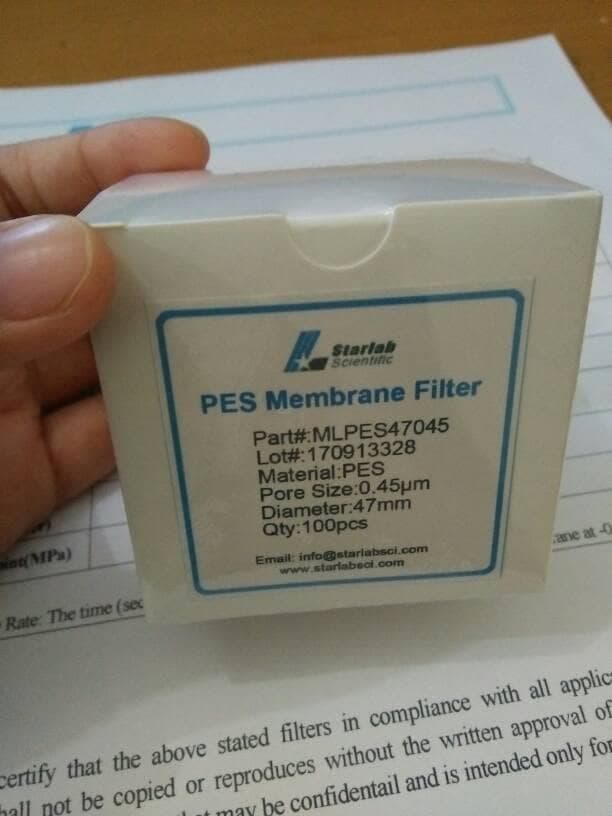 Starlab
Scientific
PES Membrane Filter
Part#:MLPES47045
Lot#:170913328
Material:PES
Pore Size:0.45μm
Diameter:47mm
Qty:100pcs
Email: info@starlabsci.com
www.starlabsci.com
(MPa)
ane at -0
Rate: The time (sec
certify that the above stated filters in compliance with all applic
hall not be copied or reproduces without the written approval of
may be confidentail and is intended only for